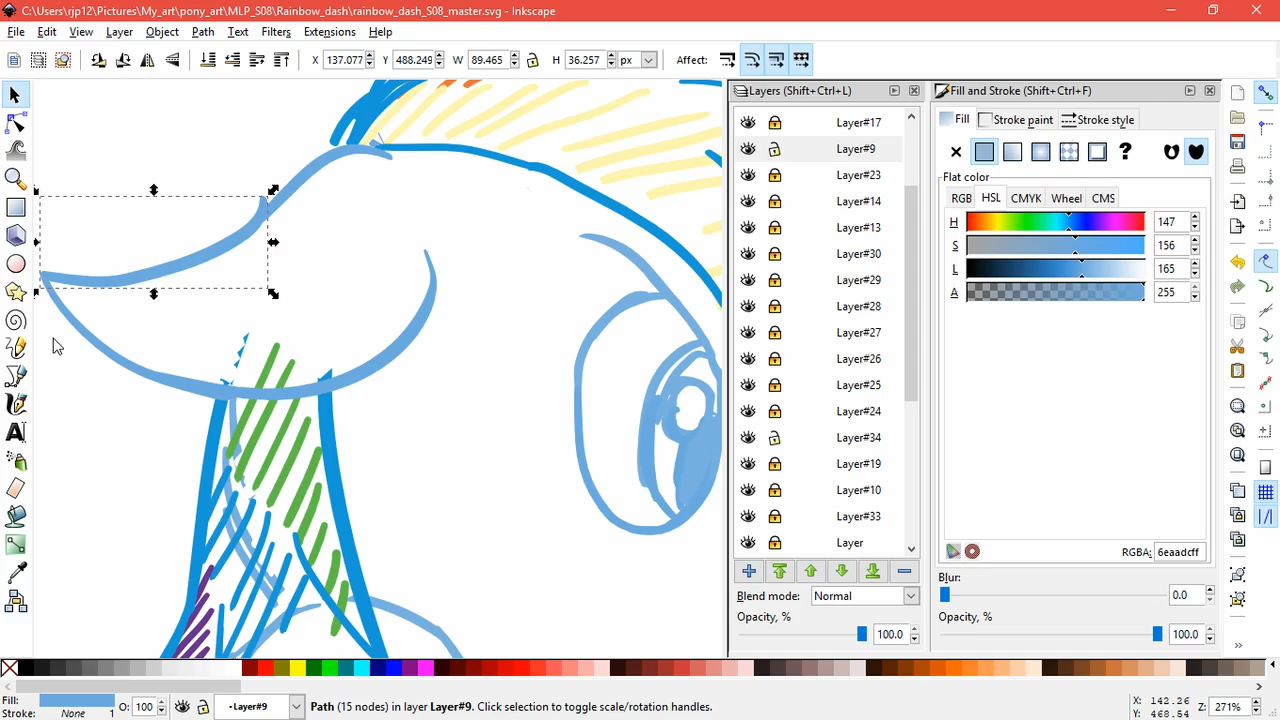 C:\Users\rjp12\Pictures\My_art\pony_art\MLP_S08\Rainbow_dash\rainbow_dash_S08_master.svg - Inkscape
File Edit View Layer Object Path Text Filters Extensions Help
X 137.077 Y 488.249 W 89.465 H 36.257 px Affect:
Layers (Shift+Ctrl+L)
Layer#17
Layer#9
Layer#23
Layer#14
Layer#13
Layer#30
Layer#29
Layer#28
Layer#27
Layer#26
Layer#25
Layer#24
Layer#34
Layer#19
Layer#10
Layer#33
Layer
Blend mode: Normal
Opacity, %
100.0
Fill and Stroke (Shift+Ctrl+F)
Fill Stroke paint Stroke style
?
Flat color
RGB HSL CMYK Wheel CMS
H 147
S 156
L 165
A 255
RGBA: 6eaadcff
Blur:
0.0
Opacity, %
100.0
Fill:
Stroke: None 1
O: 100
•Layer#9
Path (15 nodes) in layer Layer#9. Click selection to toggle scale/rotation handles.
X: 142.26
Y: 468.54
Z: 271%